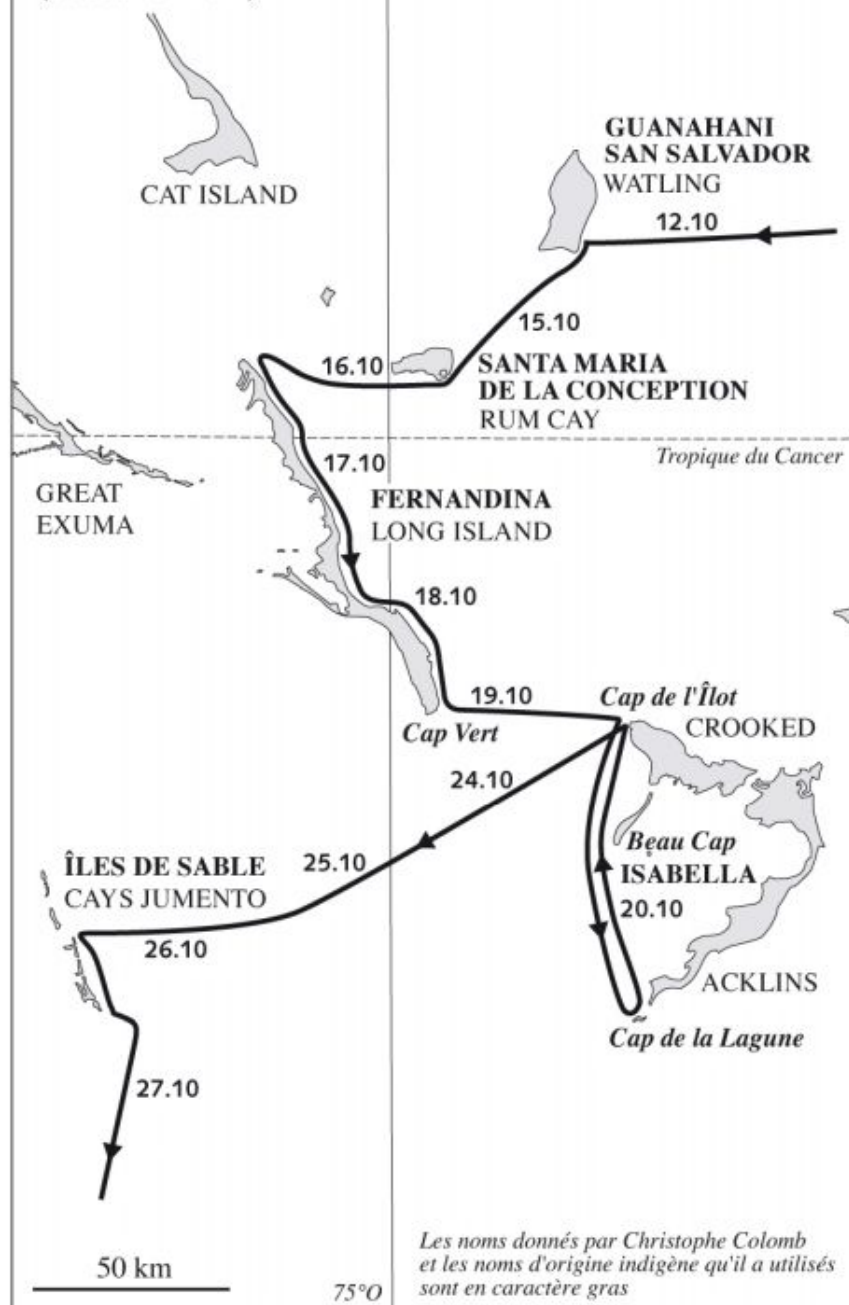 CAT ISLAND
GUANAHANI
SAN SALVADOR
WATLING
12.10
15.10
16.10
SANTA MARIA
DE LA CONCEPTION
RUM CAY
Tropique du Cancer
17.10
GREAT
EXUMA
FERNANDINA
LONG ISLAND
18.10
19.10
Cap de l'Îlot
CROOKED
Cap Vert
24.10
Beau Cap
ISABELLA
20.10
ÎLES DE SABLE
CAYS JUMENTO
25.10
26.10
ACKLINS
Cap de la Lagune
27.10
50 km
75°O
Les noms donnés par Christophe Colomb
et les noms d'origine indigène qu'il a utilisés
sont en caractère gras